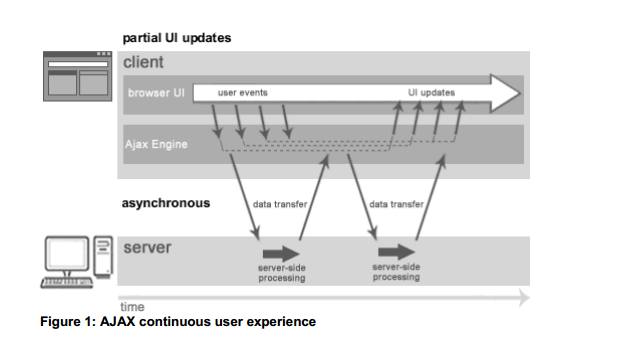 partial UI updates
client
browser UI
user events
UI updates
Ajax Engine
asynchronous
data transfer
data transfer
server
server-side
processing
server-side
processing
time
Figure 1: AJAX continuous user experience